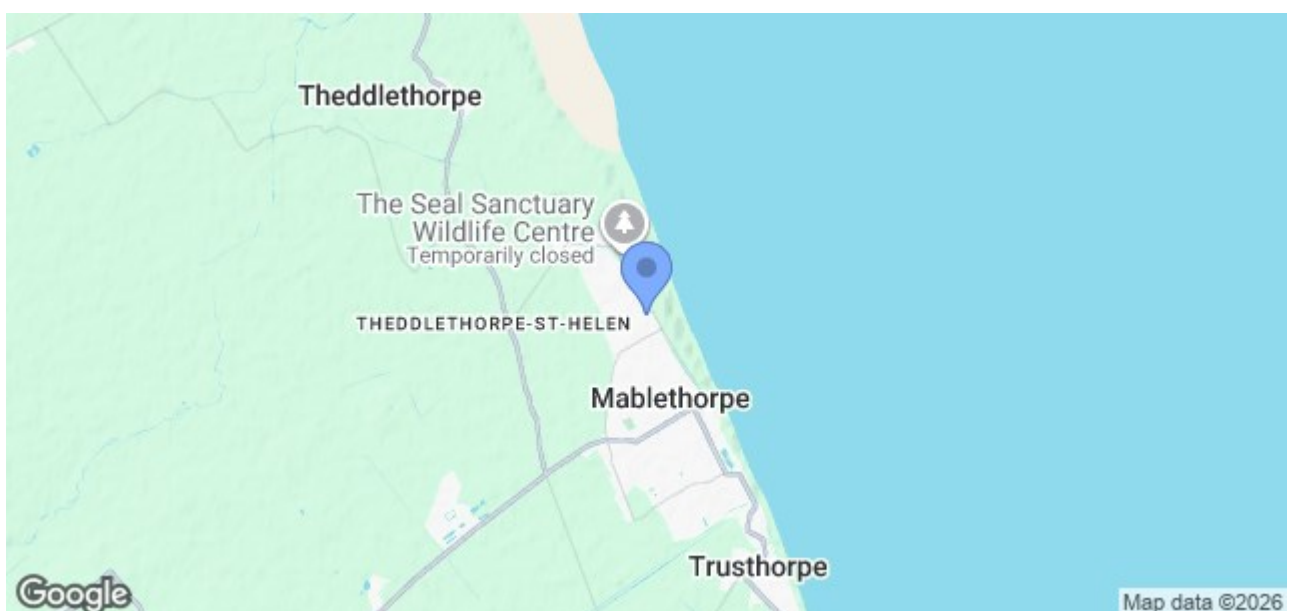 Theddlethorpe
The Seal Sanctuary
Wildlife Centre
Temporarily closed
THEDDLETHORPE-ST-HELEN
Mablethorpe
Trusthorpe
Google
Map data ©2026